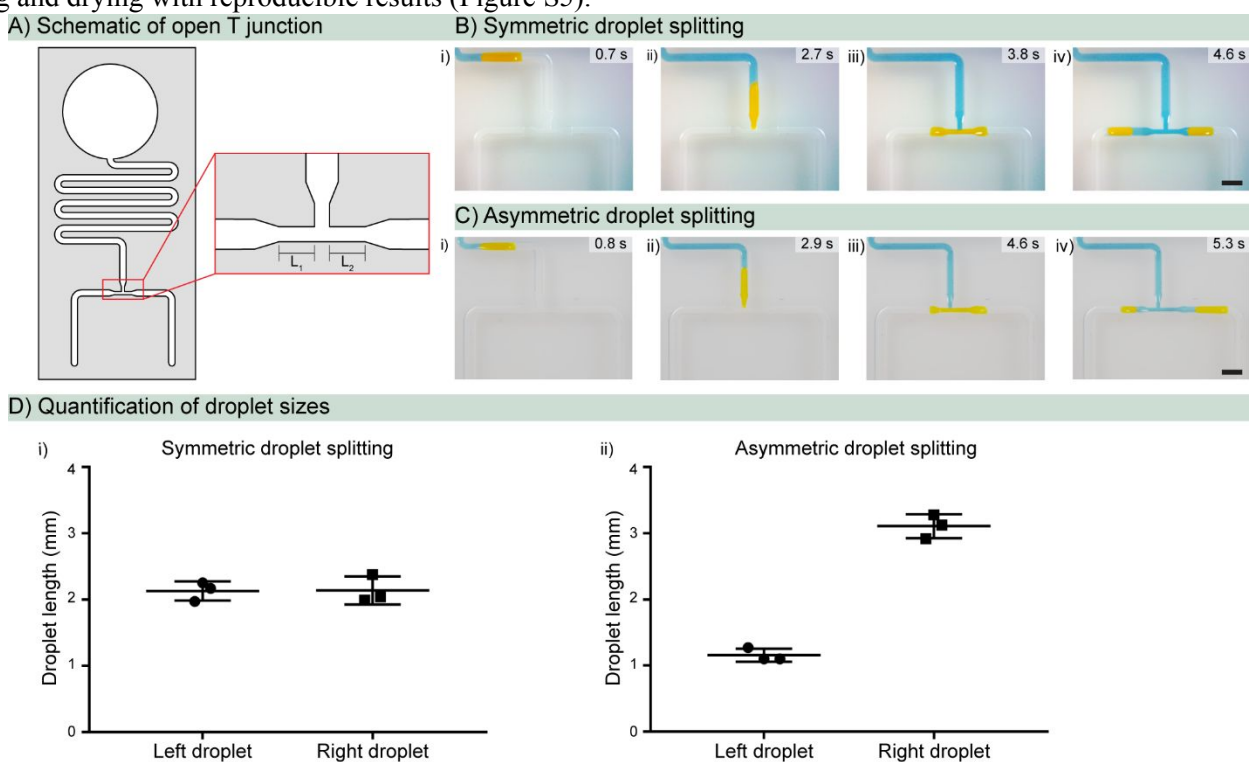 g and drying with reproducible results (Figure S5).
A) Schematic of open T junction
L1
L2
B) Symmetric droplet splitting
i)
0.7 s
ii)
2.7 s
iii)
3.8 s
iv)
4.6 s
C) Asymmetric droplet splitting
i)
0.8 s
ii)
2.9 s
iii)
4.6 s
iv)
5.3 s
D) Quantification of droplet sizes
i)
Symmetric droplet splitting
Droplet length (mm)
4
3
2
1
0
Left droplet
Right droplet
ii)
Asymmetric droplet splitting
Droplet length (mm)
4
3
2
1
0
Left droplet
Right droplet